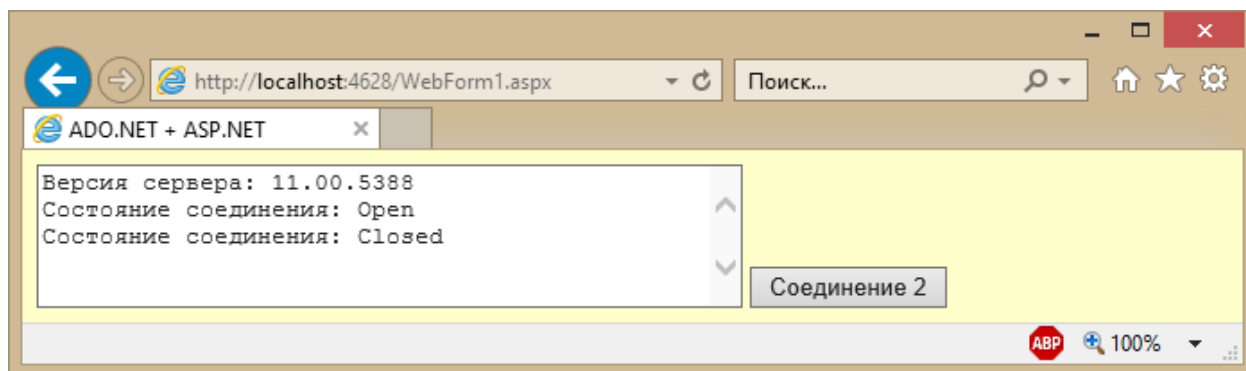 http://localhost:4628/WebForm1.aspx
Поиск...
ADO.NET + ASP.NET
Версия сервера: 11.00.5388
Состояние соединения: Open
Состояние соединения: Closed
Соединение 2
ABP
100%